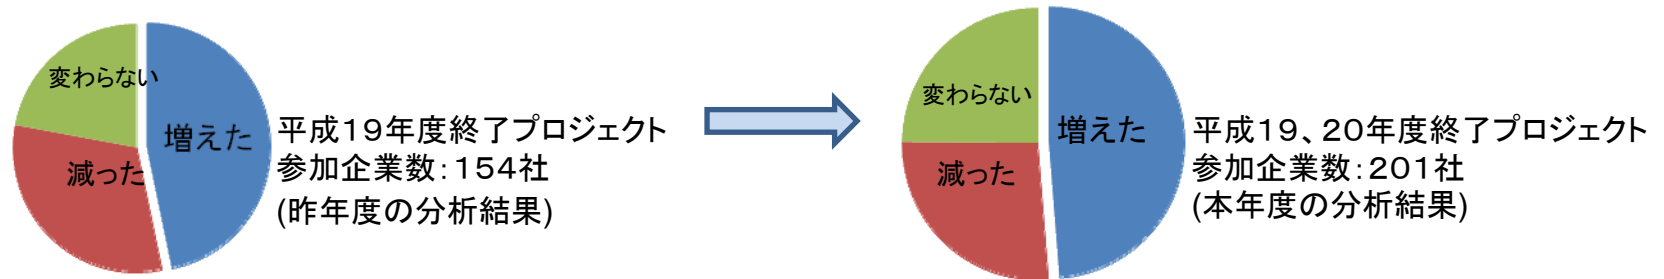 変わらない
増えた
減った
平成19年度終了プロジェクト
参加企業数：154社
(昨年度の分析結果)
変わらない
増えた
減った
平成19、20年度終了プロジェクト
参加企業数：201社
(本年度の分析結果)